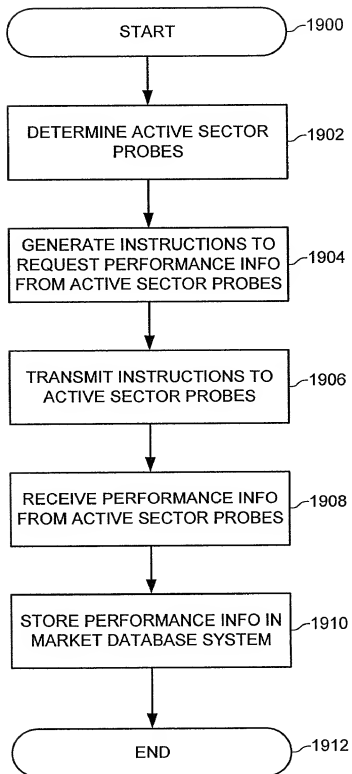 START
1900
DETERMINE ACTIVE SECTOR
PROBES
1902
GENERATE INSTRUCTIONS TO
REQUEST PERFORMANCE INFO
FROM ACTIVE SECTOR PROBES
1904
TRANSMIT INSTRUCTIONS TO
ACTIVE SECTOR PROBES
1906
RECEIVE PERFORMANCE INFO
FROM ACTIVE SECTOR PROBES
1908
STORE PERFORMANCE INFO IN
MARKET DATABASE SYSTEM
1910
END
1912